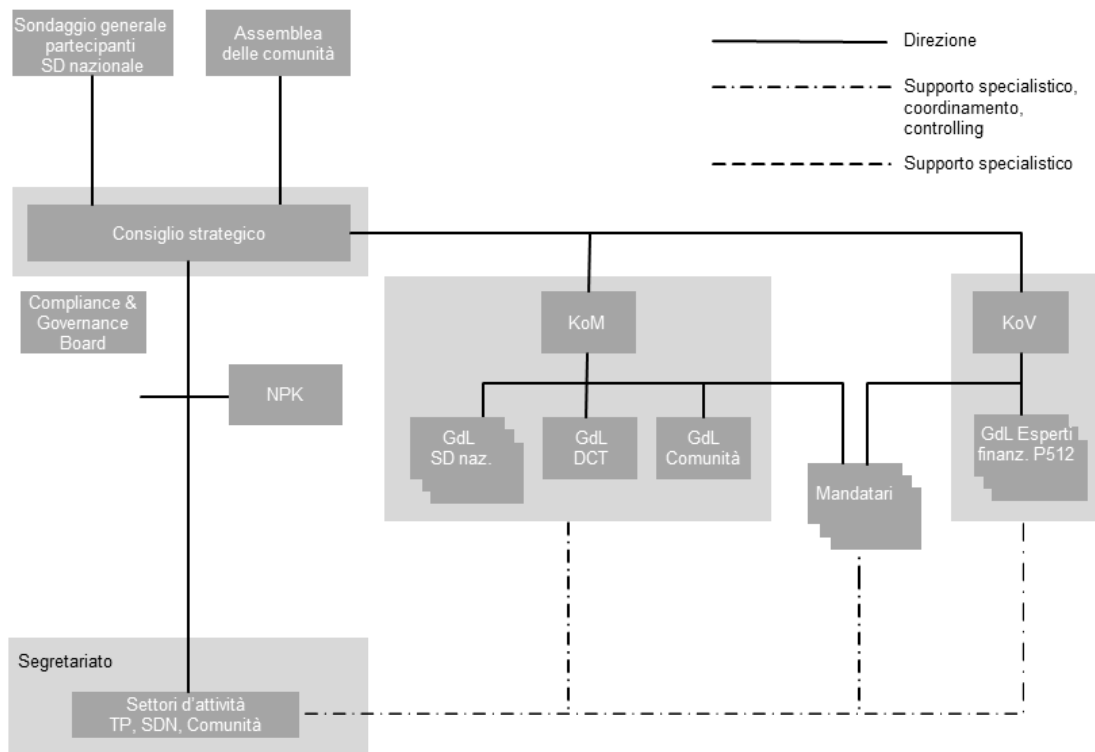 Sondaggio generale
partecipanti
SD nazionale
Assemblea
delle comunità
Direzione
Supporto specialistico,
coordinamento,
controlling
Supporto specialistico
Consiglio strategico
Compliance &
Governance
Board
KoM
KoV
NPK
GdL
SD naz.
GdL
DCT
GdL
Comunità
GdL Esperti
finanz. P512
Mandatari
Segretariato
Settori d'attività
TP, SDN, Comunità